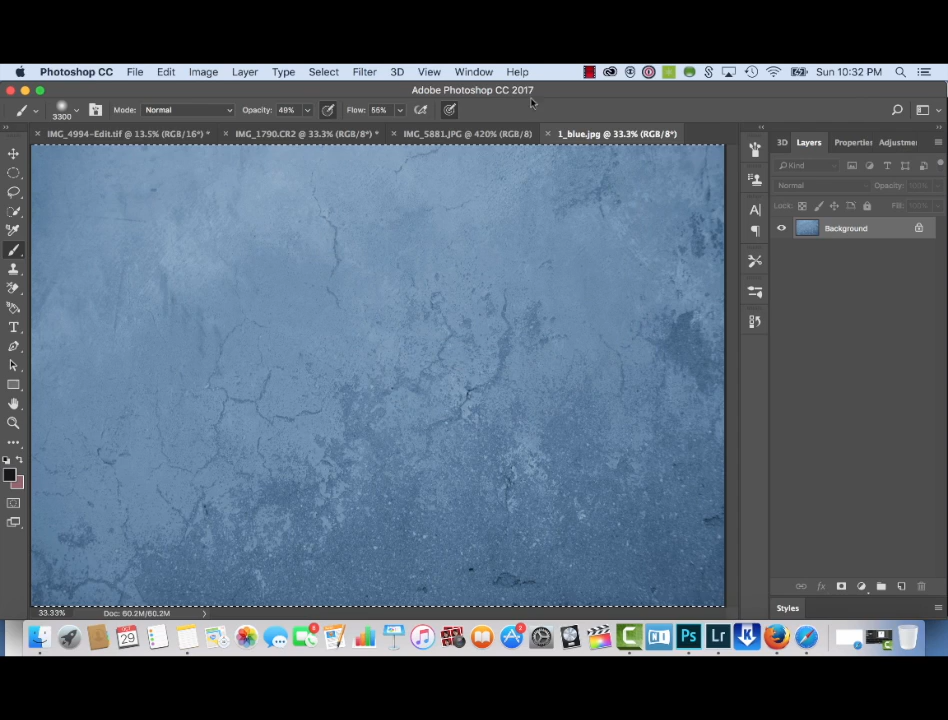 Photoshop CC File Edit Image Layer Type Select Filter 3D View Window Help Sun 10:32 PM
Adobe Photoshop CC 2017
3300 Mode: Normal Opacity: 49% Flow: 56%
IMG_4994-Edit.tif @ 13.5% (RGB/16*) * IMG_1790.CR2 @ 33.3% (RGB/8*) * IMG_5881.JPG @ 420% (RGB/8) 1_blue.jpg @ 33.3% (RGB/8*)
3D Layers Properties Adjustme
Kind
Normal Opacity: 100%
Lock: Fill: 100%
Background
33.33% Doc: 60.2M/60.2M
Styles